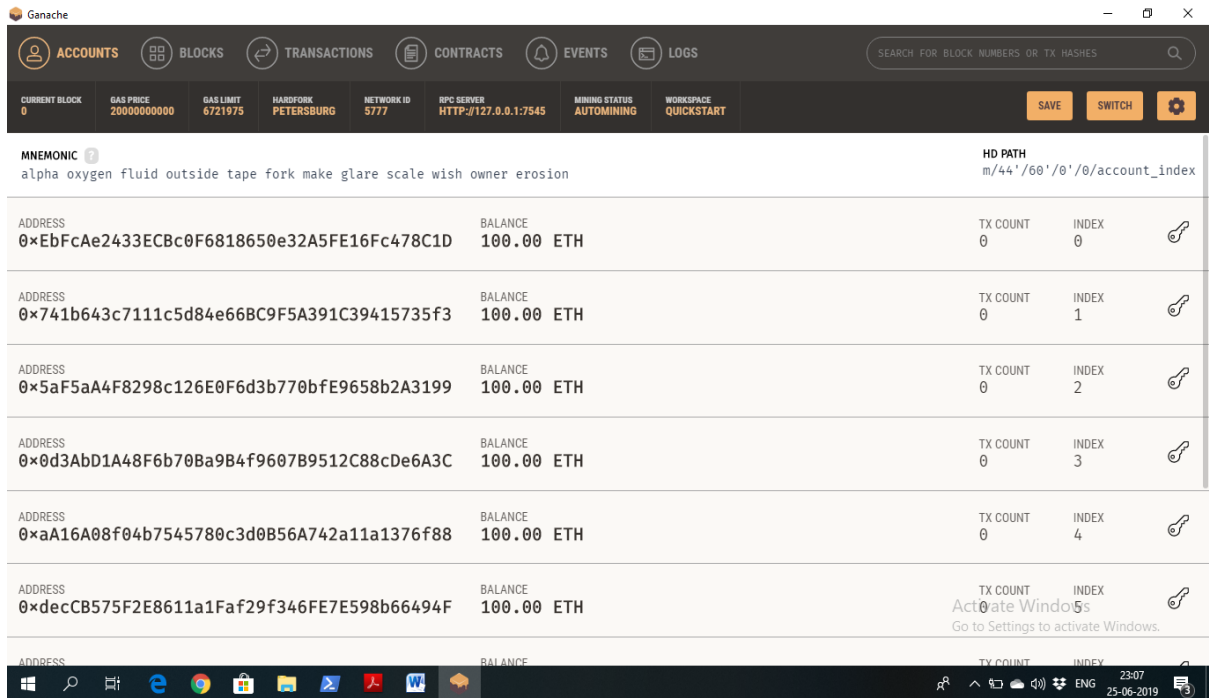 Ganache
ACCOUNTS BLOCKS TRANSACTIONS CONTRACTS EVENTS LOGS SEARCH FOR BLOCK NUMBERS OR TX HASHES
CURRENT BLOCK GAS PRICE GAS LIMIT HARDFORK NETWORK ID RPC SERVER MINING STATUS WORKSPACE
0 20000000000 6721975 PETERSBURG 5777 HTTP://127.0.0.1:7545 AUTOMINING QUICKSTART SAVE SWITCH
MNEMONIC ? HD PATH
alpha oxygen fluid outside tape fork make glare scale wish owner erosion m/44'/60'/0'/0/account_index
ADDRESS BALANCE TX COUNT INDEX
0×EbFcAe2433ECBc0F6818650e32A5FE16Fc478C1D 100.00 ETH 0 0
ADDRESS BALANCE TX COUNT INDEX
0×741b643c7111c5d84e66BC9F5A391C39415735f3 100.00 ETH 0 1
ADDRESS BALANCE TX COUNT INDEX
0×5aF5aA4F8298c126E0F6d3b770bfE9658b2A3199 100.00 ETH 0 2
ADDRESS BALANCE TX COUNT INDEX
0×0d3AbD1A48F6b70Ba9B4f9607B9512C88cDe6A3C 100.00 ETH 0 3
ADDRESS BALANCE TX COUNT INDEX
0×aA16A08f04b7545780c3d0B56A742a11a1376f88 100.00 ETH 0 4
ADDRESS BALANCE TX COUNT INDEX
0×decCB575F2E8611a1Faf29f346FE7E598b66494F 100.00 ETH 0 5
Activate Windows
Go to Settings to activate Windows.
ADDRESS BALANCE TX COUNT INDEX
ENG 23:07
25-06-2019 3